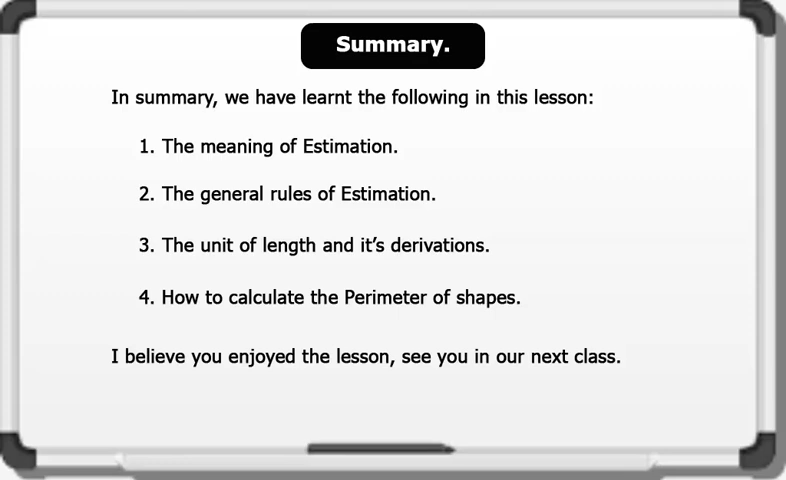 Summary.
In summary, we have learnt the following in this lesson:
1. The meaning of Estimation.
2. The general rules of Estimation.
3. The unit of length and it’s derivations.
4. How to calculate the Perimeter of shapes.
I believe you enjoyed the lesson, see you in our next class.